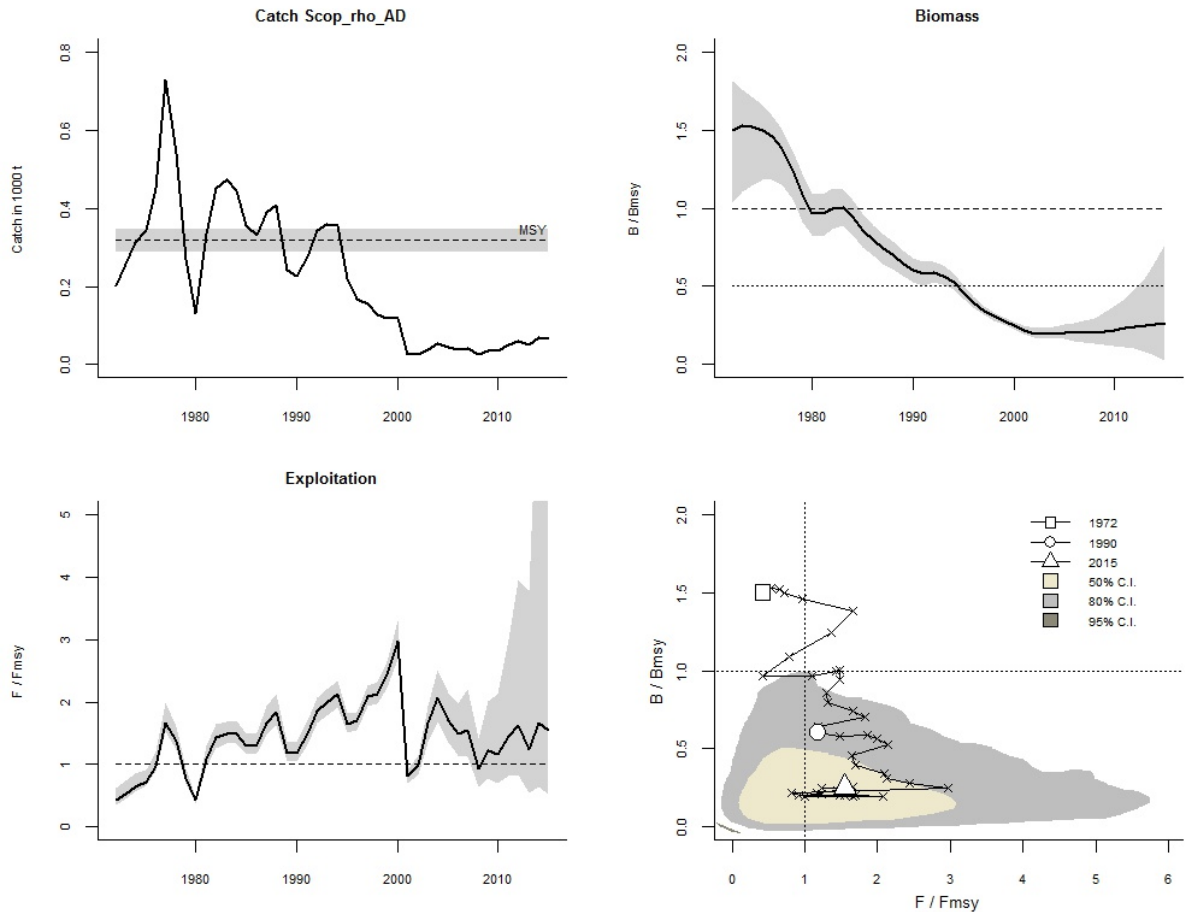 Catch Scop_rho_AD
Catch in 1000 t
0.8
0.6
0.4
0.2
0.0
MSY
1980 1990 2000 2010
Biomass
B / Bmsy
2.0
1.5
1.0
0.5
0.0
1980 1990 2000 2010
Exploitation
F / Fmsy
5
4
3
2
1
0
1980 1990 2000 2010
B / Bmsy
2.0
1.5
1.0
0.5
0.0
1972
1990
2015
50% C.I.
80% C.I.
95% C.I.
0 1 2 3 4 5 6
F / Fmsy